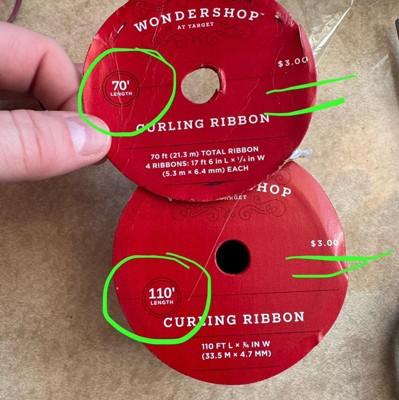 WONDERSHOP™
AT TARGET
$3.00
70'
LENGTH
CURLING RIBBON
70 ft (21.3 m) TOTAL RIBBON
4 RIBBONS: 17 ft 6 in L × ¼ in W
(5.3 m × 6.4 mm) EACH
SHOP
TARGET
$3.00
110'
LENGTH
CURLING RIBBON
110 FT L × ³⁄₁₆ IN W
(33.5 M × 4.7 MM)